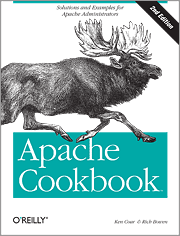 Solutions and Examples for
Apache Administrators
2nd Edition
Apache
Cookbook
O'REILLY®
Ken Coar & Rich Bowen